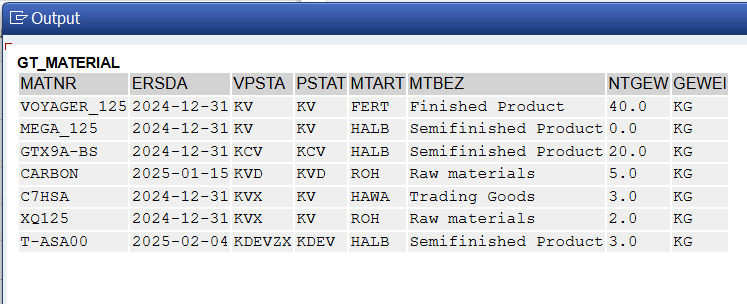 Output
GT_MATERIAL
MATNR ERSDA VPSTA PSTAT MTART MTBEZ NTGEW GEWEI
VOYAGER_125 2024-12-31 KV KV FERT Finished Product 40.0 KG
MEGA_125 2024-12-31 KV KV HALB Semifinished Product 0.0 KG
GTX9A-BS 2024-12-31 KCV KCV HALB Semifinished Product 20.0 KG
CARBON 2025-01-15 KVD KVD ROH Raw materials 5.0 KG
C7HSA 2024-12-31 KVX KV HAWA Trading Goods 3.0 KG
XQ125 2024-12-31 KVX KV ROH Raw materials 2.0 KG
T-ASA00 2025-02-04 KDEVZX KDEV HALB Semifinished Product 3.0 KG